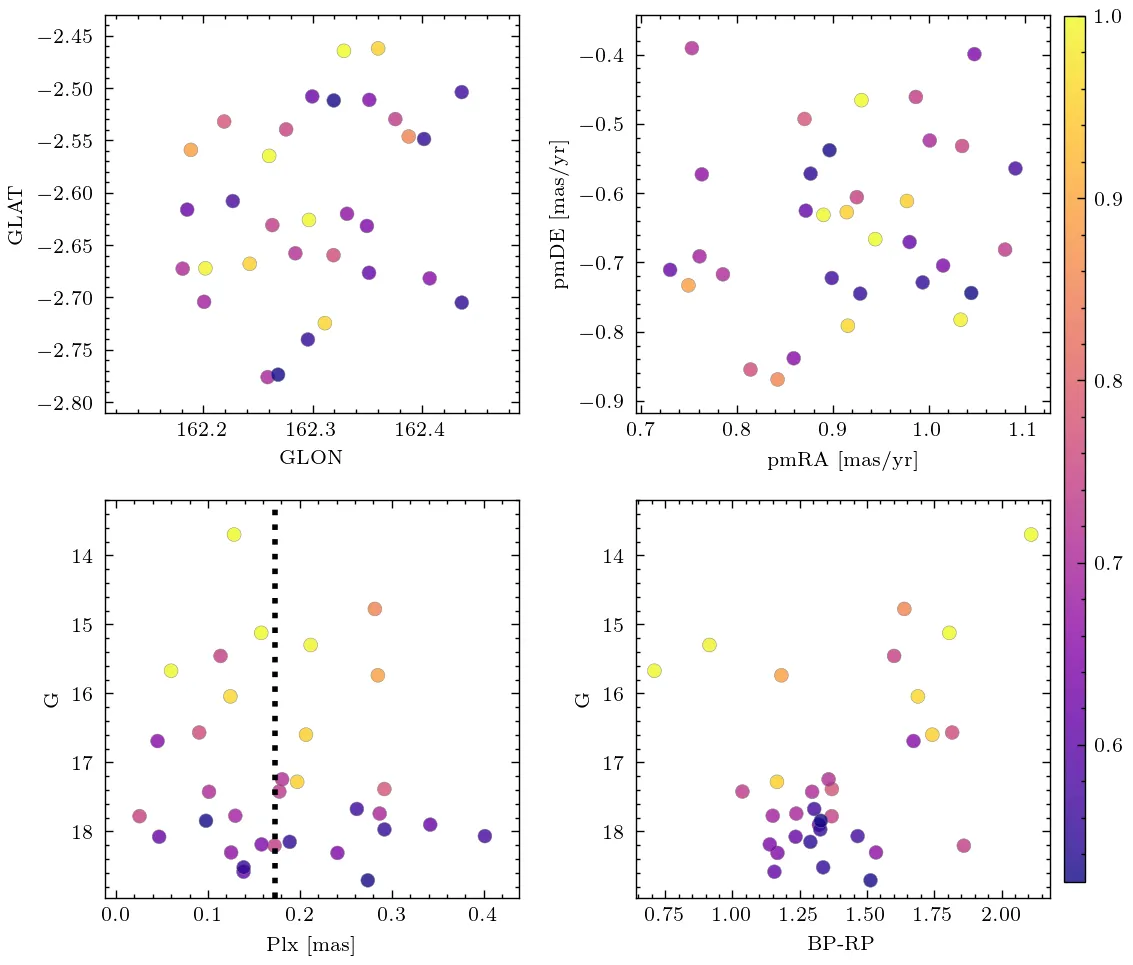 −2.45
−2.50
−2.55
−2.60
−2.65
−2.70
−2.75
−2.80
GLAT
162.2 162.3 162.4
GLON
−0.4
−0.5
−0.6
−0.7
−0.8
−0.9
pmDE [mas/yr]
0.7 0.8 0.9 1.0 1.1
pmRA [mas/yr]
1.0
0.9
0.8
0.7
0.6
14
15
16
17
18
G
0.0 0.1 0.2 0.3 0.4
Plx [mas]
14
15
16
17
18
G
0.75 1.00 1.25 1.50 1.75 2.00
BP-RP